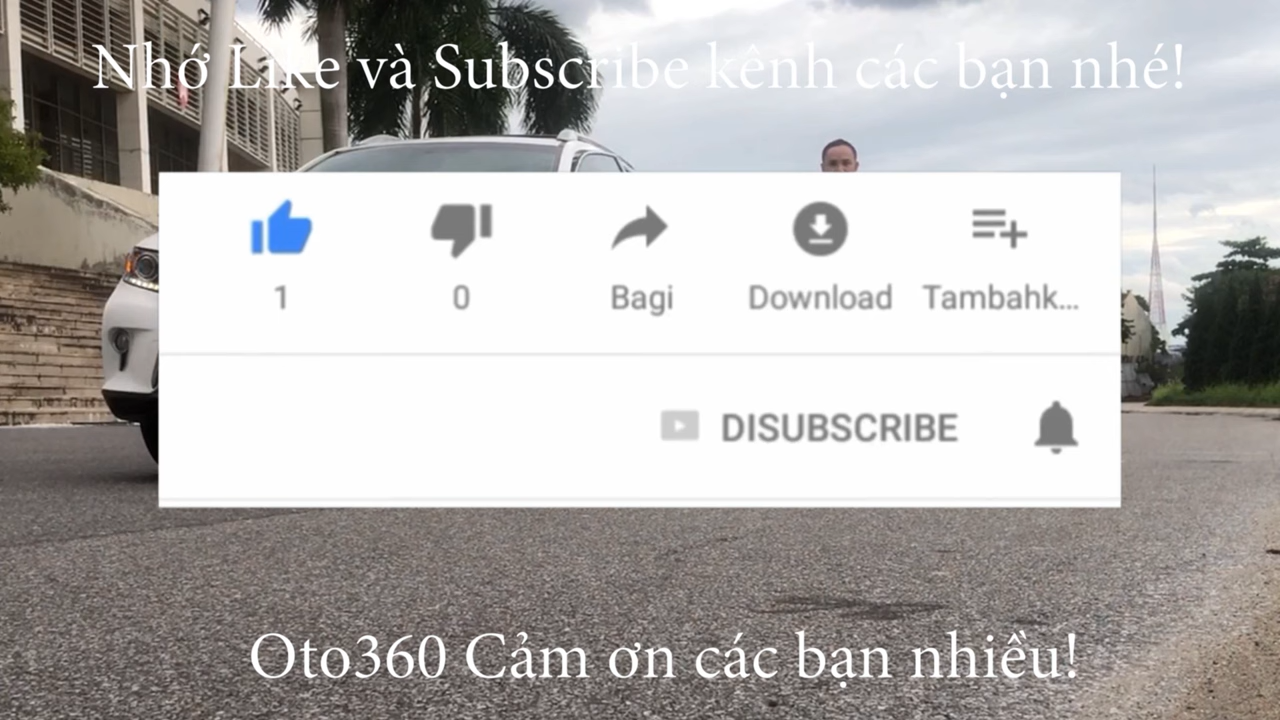 Nhớ Like và Subscribe kênh các bạn nhé!
1 0 Bagi Download Tambahk...
DISUBSCRIBE
Oto360 Cảm ơn các bạn nhiều!